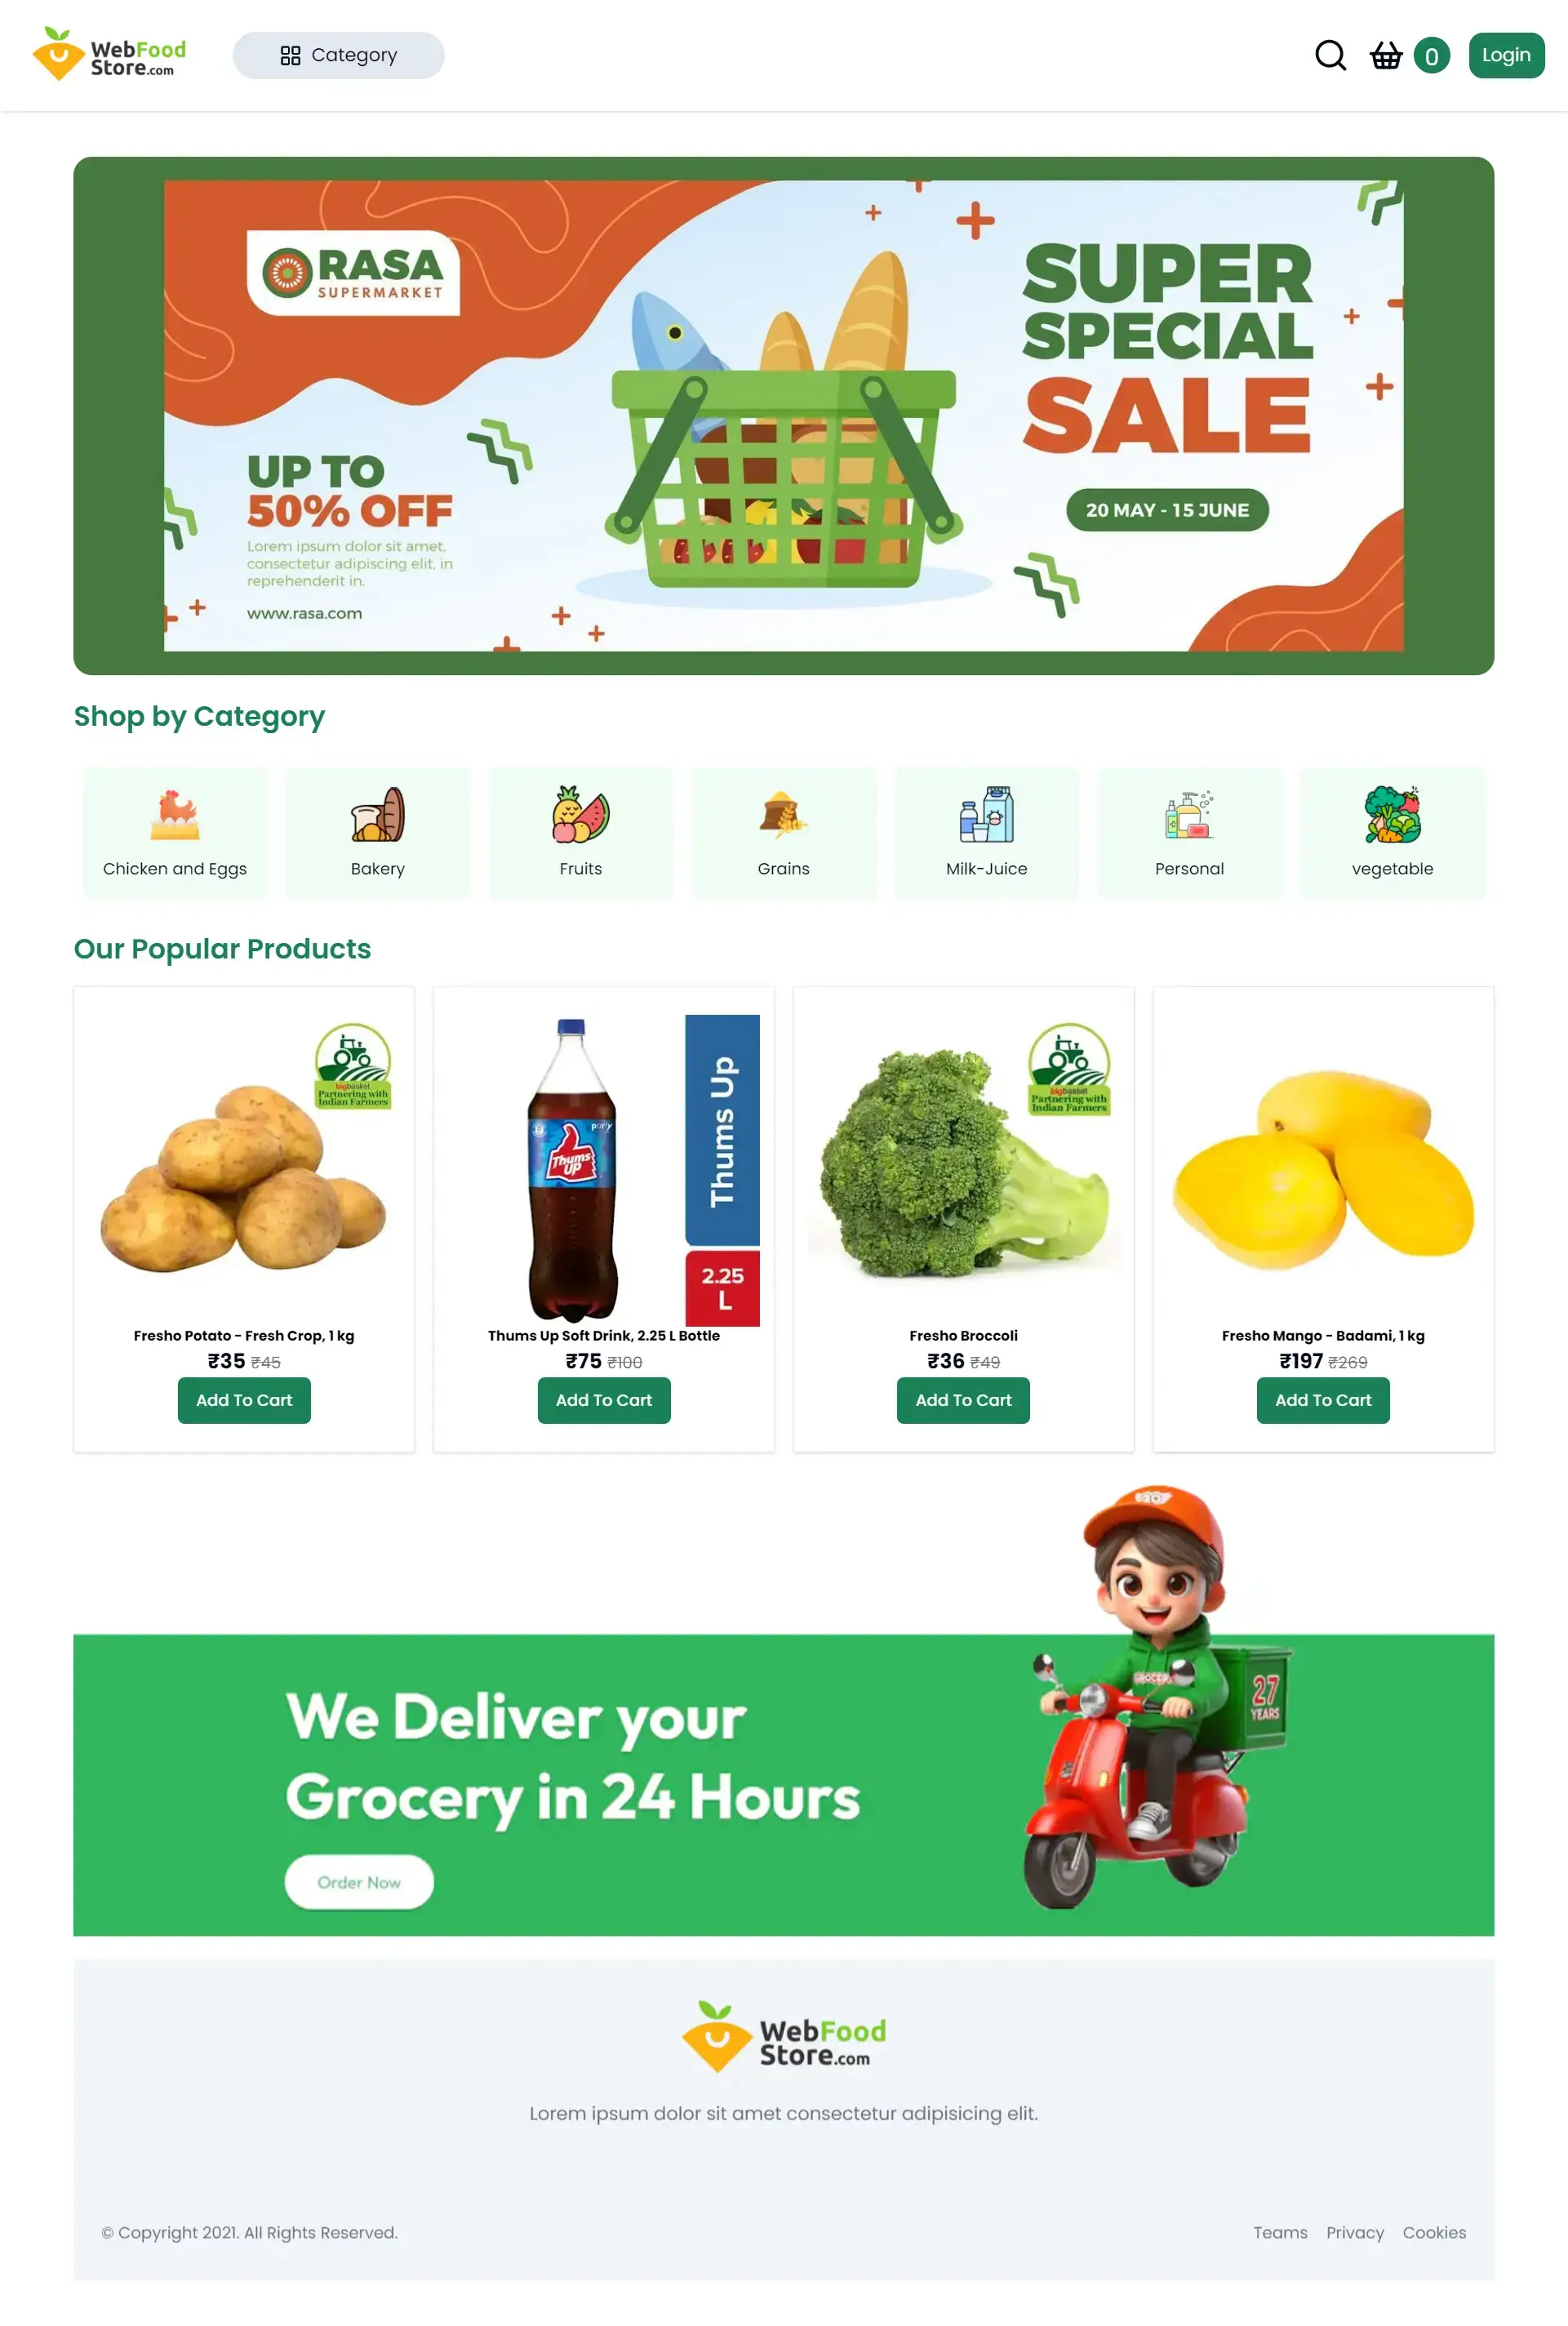 WebFood
Store.com
Category
0
Login
RASA
SUPERMARKET
UP TO
50% OFF
Lorem ipsum dolor sit amet,
consectetur adipiscing elit, in
reprehenderit in.
www.rasa.com
SUPER
SPECIAL
SALE
20 MAY - 15 JUNE
Shop by Category
Chicken and Eggs
Bakery
Fruits
Grains
Milk-Juice
Personal
vegetable
Our Popular Products
bigbasket
Partnering with
Indian Farmers
Fresho Potato - Fresh Crop, 1 kg
₹35 ₹45
Add To Cart
party
Thums
UP
Thums Up
2.25
L
Thums Up Soft Drink, 2.25 L Bottle
₹75 ₹100
Add To Cart
bigbasket
Partnering with
Indian Farmers
Fresho Broccoli
₹36 ₹49
Add To Cart
Fresho Mango - Badami, 1 kg
₹197 ₹269
Add To Cart
We Deliver your
Grocery in 24 Hours
Order Now
27
YEARS
WebFood
Store.com
Lorem ipsum dolor sit amet consectetur adipisicing elit.
© Copyright 2021. All Rights Reserved.
Teams Privacy Cookies